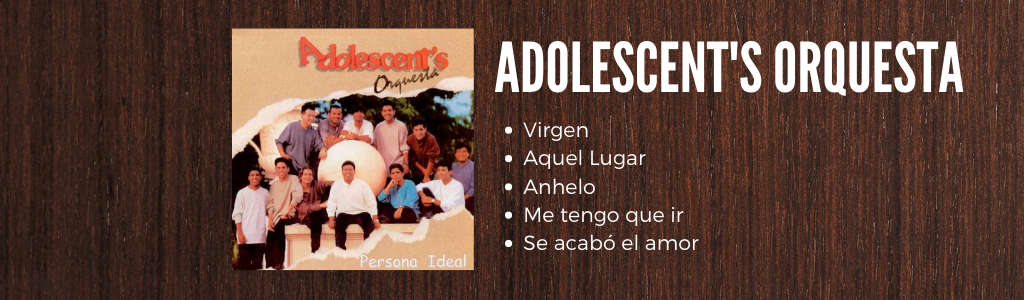 Adolescent's
Orquesta
Persona Ideal
ADOLESCENT'S ORQUESTA
Virgen
Aquel Lugar
Anhelo
Me tengo que ir
Se acabó el amor